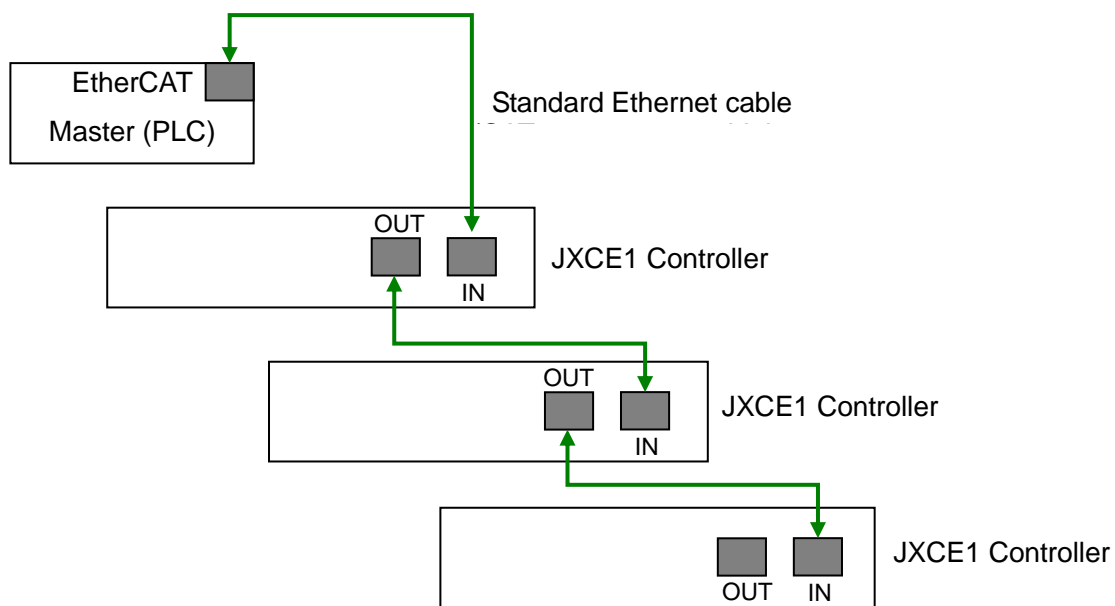 EtherCAT
Master (PLC)
Standard Ethernet cable
OUT
IN
JXCE1 Controller
OUT
IN
JXCE1 Controller
OUT
IN
JXCE1 Controller